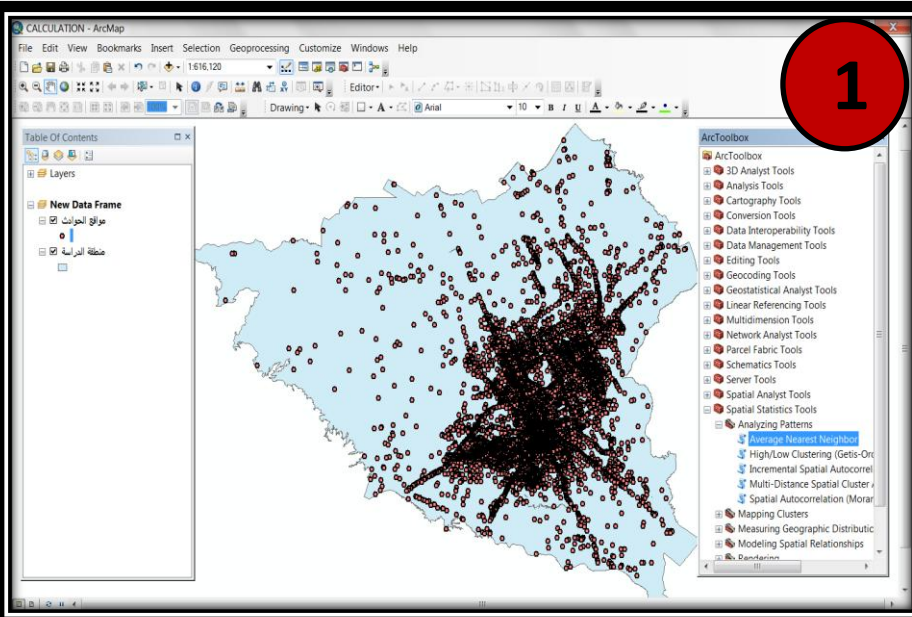 CALCULATION - ArcMap
1
File Edit View Bookmarks Insert Selection Geoprocessing Customize Windows Help
1:616,120
Editor
Drawing Arial 10 B I U A
Table Of Contents
Layers
New Data Frame
مواقع الحوادث
منطقة الدراسة
ArcToolbox
ArcToolbox
3D Analyst Tools
Analysis Tools
Cartography Tools
Conversion Tools
Data Interoperability Tools
Data Management Tools
Editing Tools
Geocoding Tools
Geostatistical Analyst Tools
Linear Referencing Tools
Multidimension Tools
Network Analyst Tools
Parcel Fabric Tools
Schematics Tools
Server Tools
Spatial Analyst Tools
Spatial Statistics Tools
Analyzing Patterns
Average Nearest Neighbor
High/Low Clustering (Getis-Ord
Incremental Spatial Autocorrel
Multi-Distance Spatial Cluster A
Spatial Autocorrelation (Moran
Mapping Clusters
Measuring Geographic Distributic
Modeling Spatial Relationships
Rendering